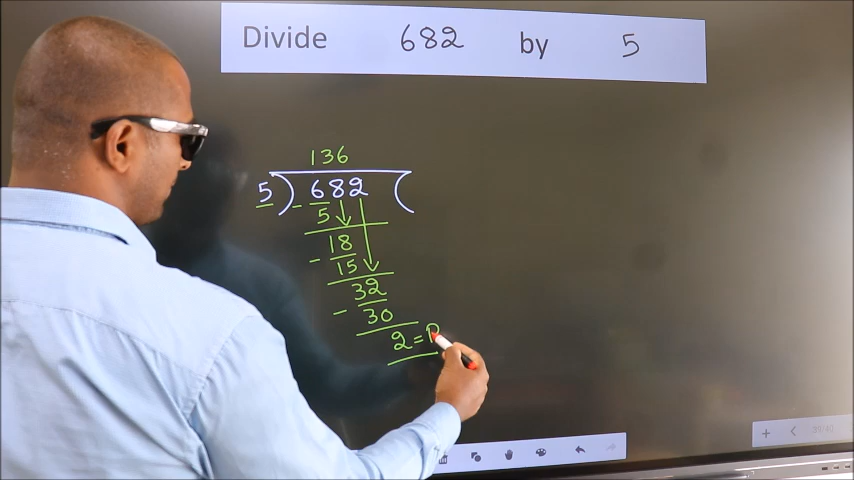 Divide 682 by 5
136
5) 682 (
- 5
18
- 15
32
- 30
2 = R